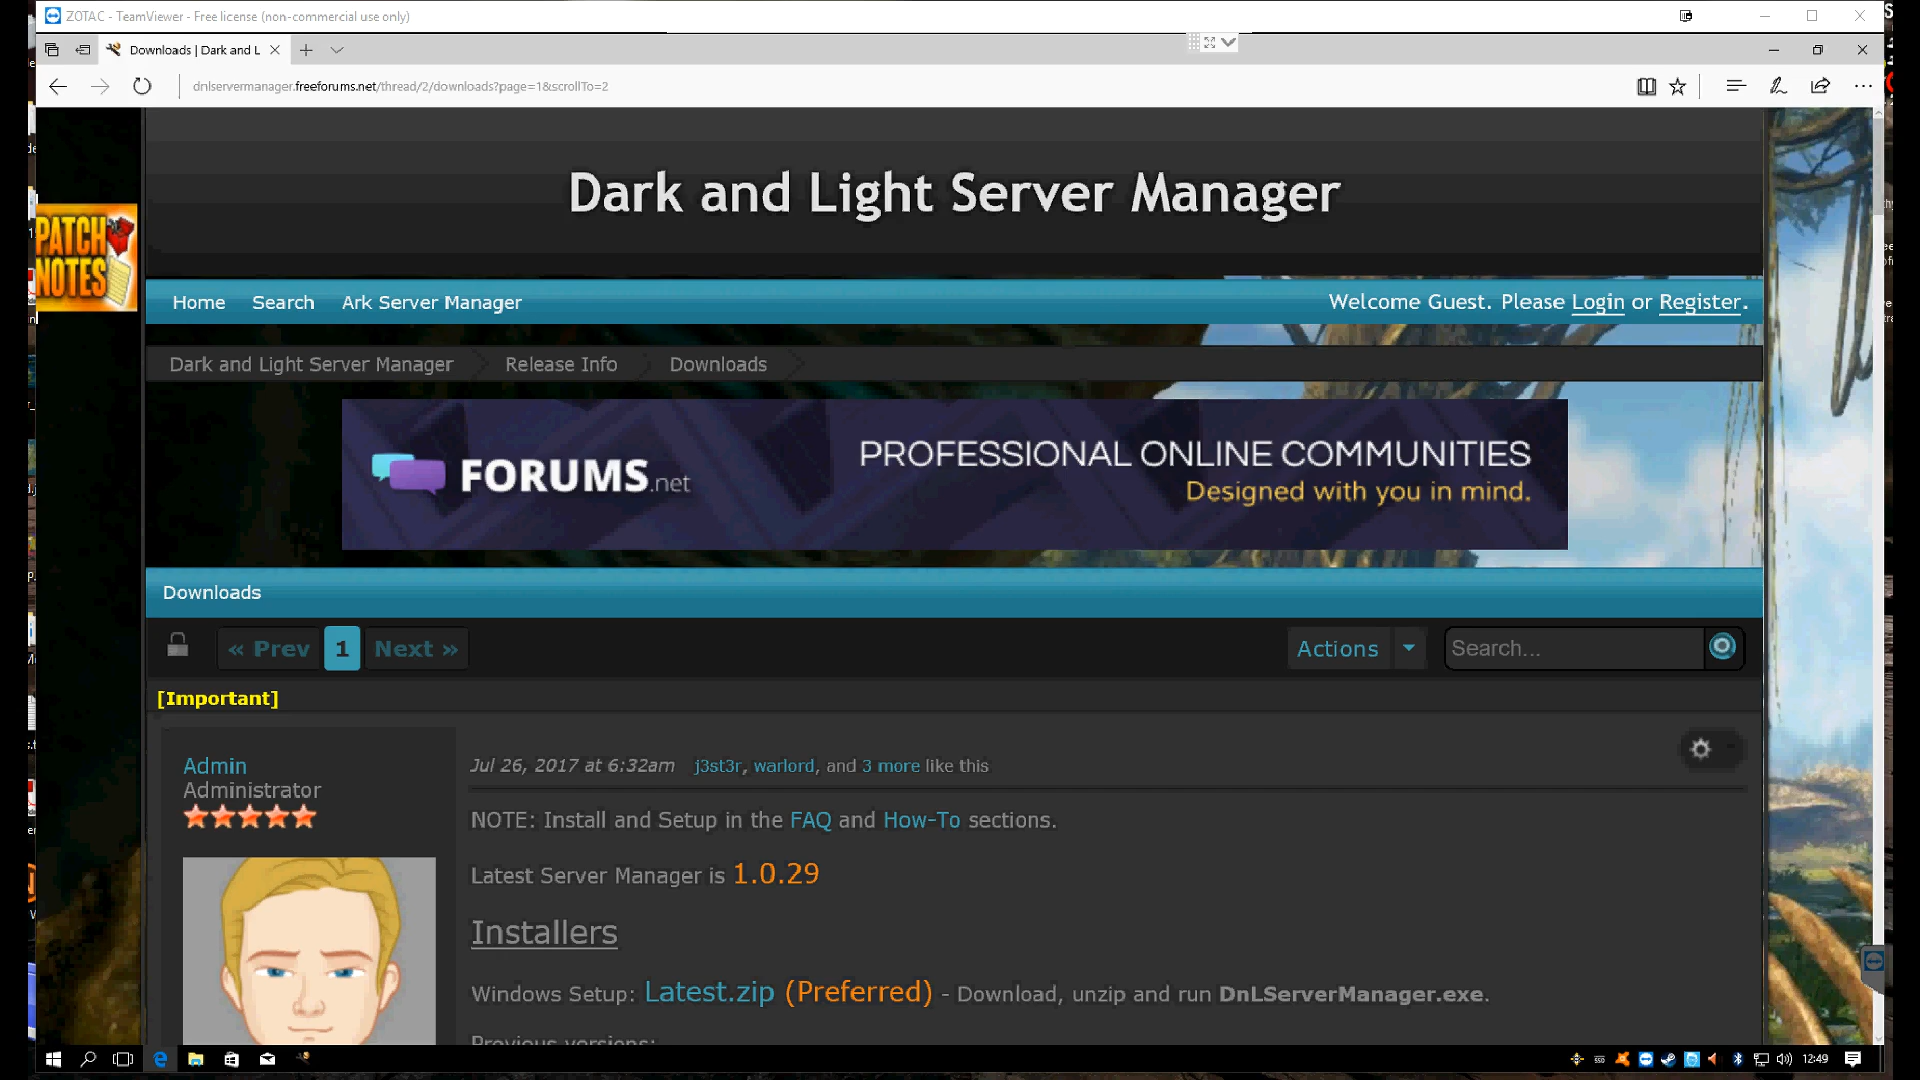 ZOTAC - TeamViewer - Free license (non-commercial use only)
Downloads | Dark and L
dnlservermanager.freeforums.net/thread/2/downloads?page=1&scrollTo=2
Dark and Light Server Manager
PATCH
NOTES
Home Search Ark Server Manager Welcome Guest. Please Login or Register.
Dark and Light Server Manager Release Info Downloads
FORUMS.net
PROFESSIONAL ONLINE COMMUNITIES
Designed with you in mind.
Downloads
« Prev 1 Next » Actions Search...
[Important]
Admin
Administrator
Jul 26, 2017 at 6:32am j3st3r, warlord, and 3 more like this
NOTE: Install and Setup in the FAQ and How-To sections.
Latest Server Manager is 1.0.29
Installers
Windows Setup: Latest.zip (Preferred) - Download, unzip and run DnLServerManager.exe.
Previous versions:
12:49